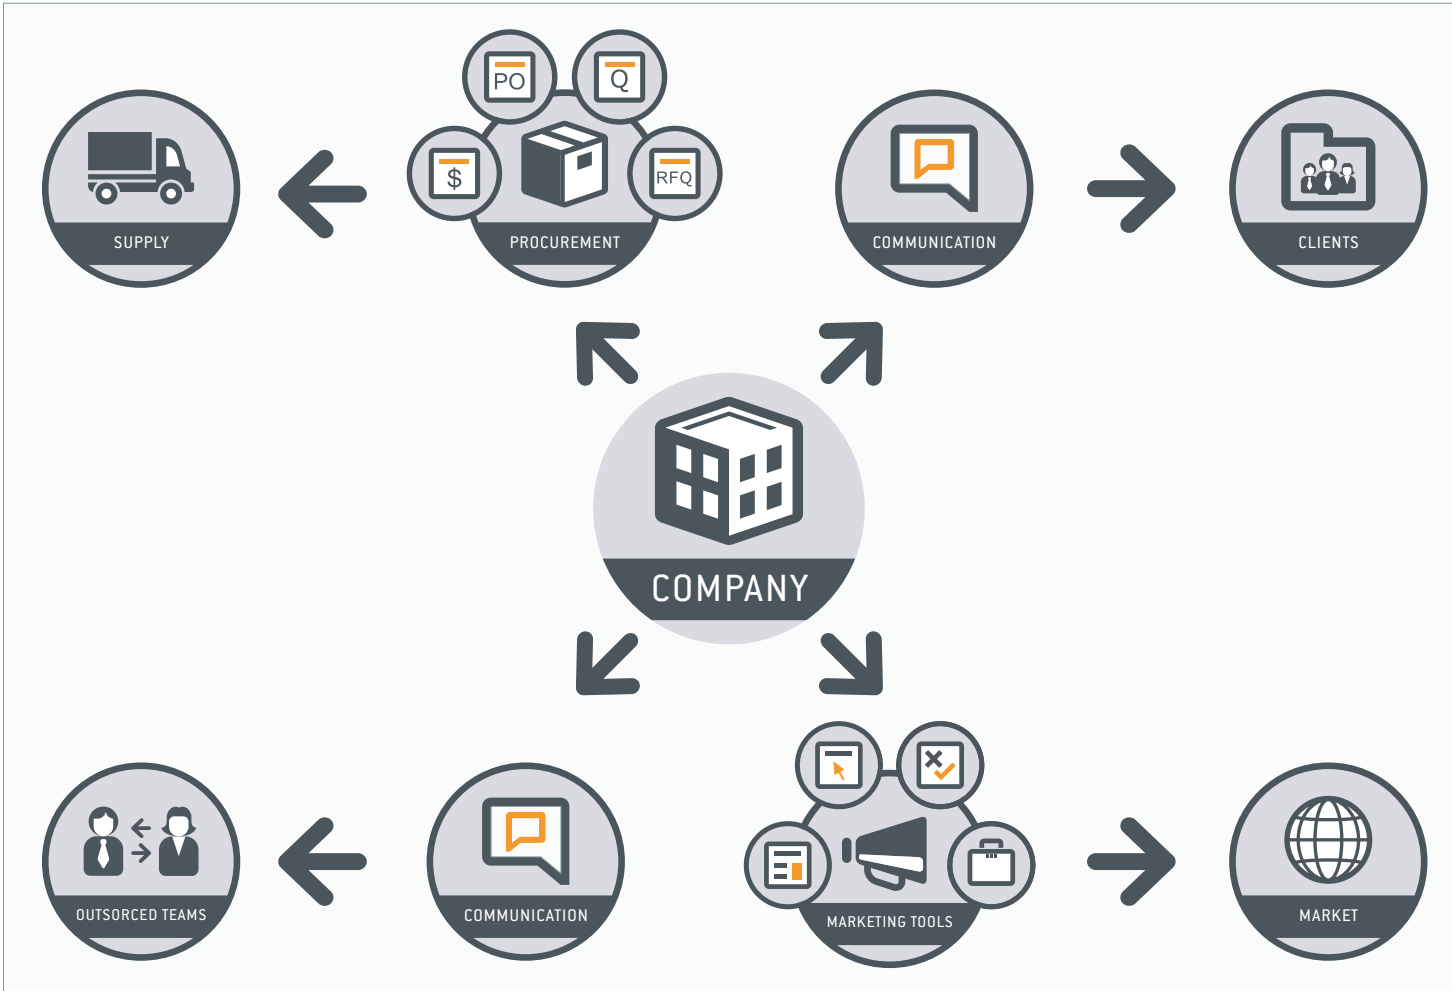 PO
Q
$
RFQ
SUPPLY
PROCUREMENT
COMMUNICATION
CLIENTS
COMPANY
OUTSORCED TEAMS
COMMUNICATION
MARKETING TOOLS
MARKET